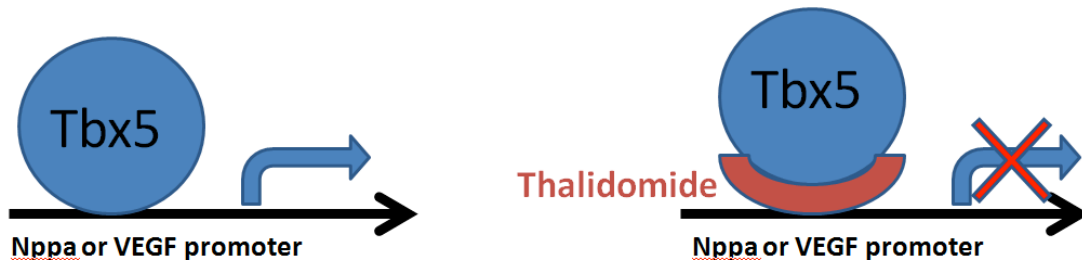 Tbx5
Nppa or VEGF promoter
Tbx5
Thalidomide
Nppa or VEGF promoter